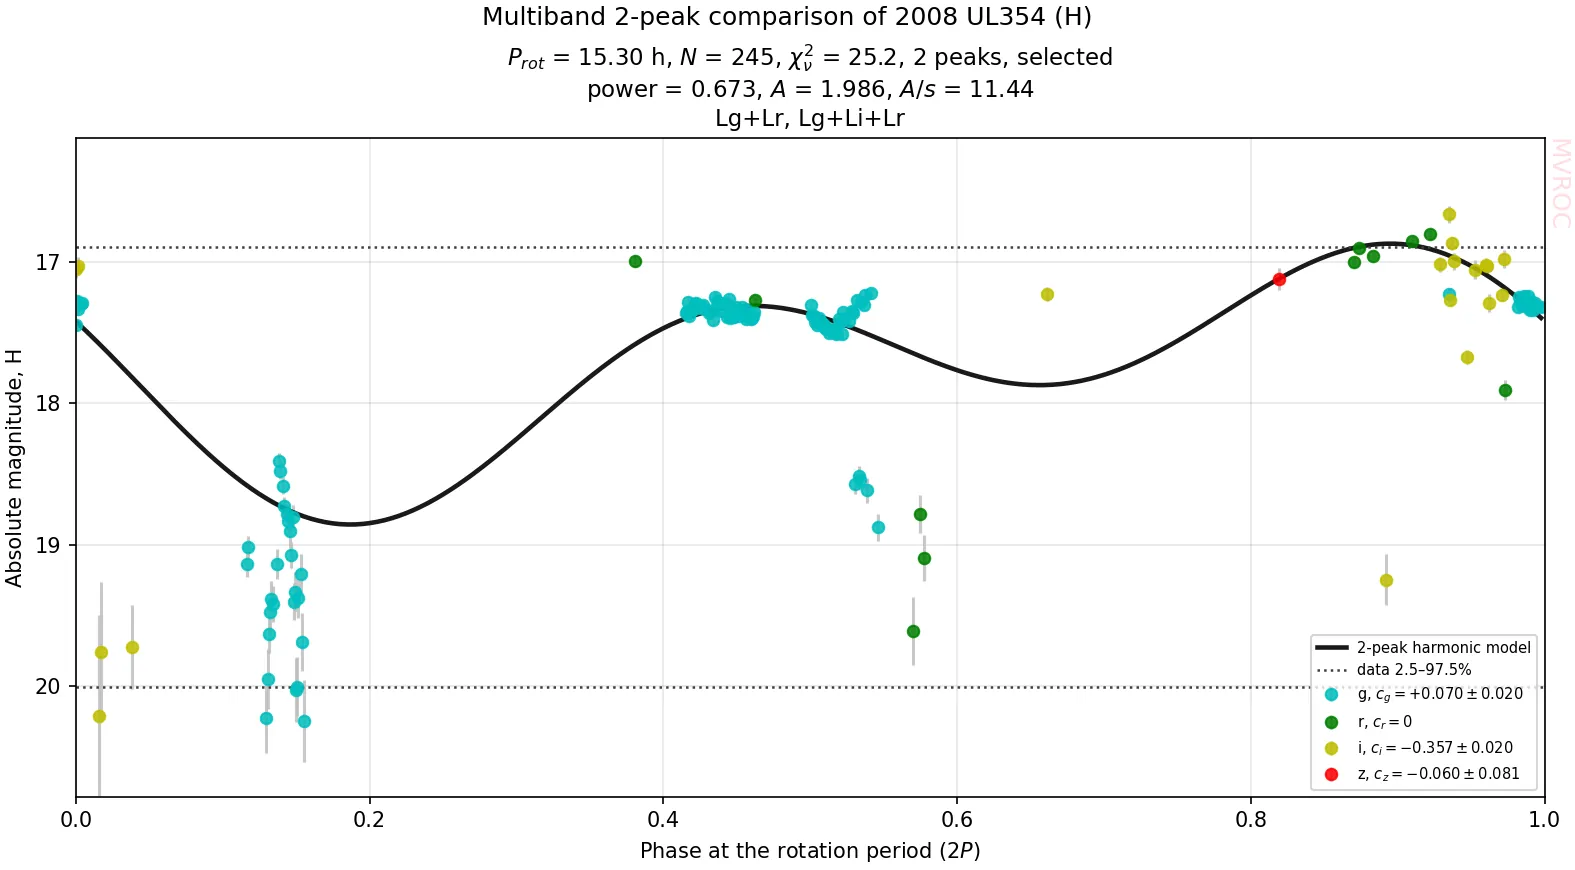 Multiband 2-peak comparison of 2008 UL354 (H)
P_rot = 15.30 h, N = 245, χ²_ν = 25.2, 2 peaks, selected
power = 0.673, A = 1.986, A/s = 11.44
Lg+Lr, Lg+Li+Lr
MVROC
Absolute magnitude, H
17
18
19
20
2-peak harmonic model
data 2.5–97.5%
g, c_g = +0.070 ± 0.020
r, c_r = 0
i, c_i = −0.357 ± 0.020
z, c_z = −0.060 ± 0.081
0.0 0.2 0.4 0.6 0.8 1.0
Phase at the rotation period (2P)